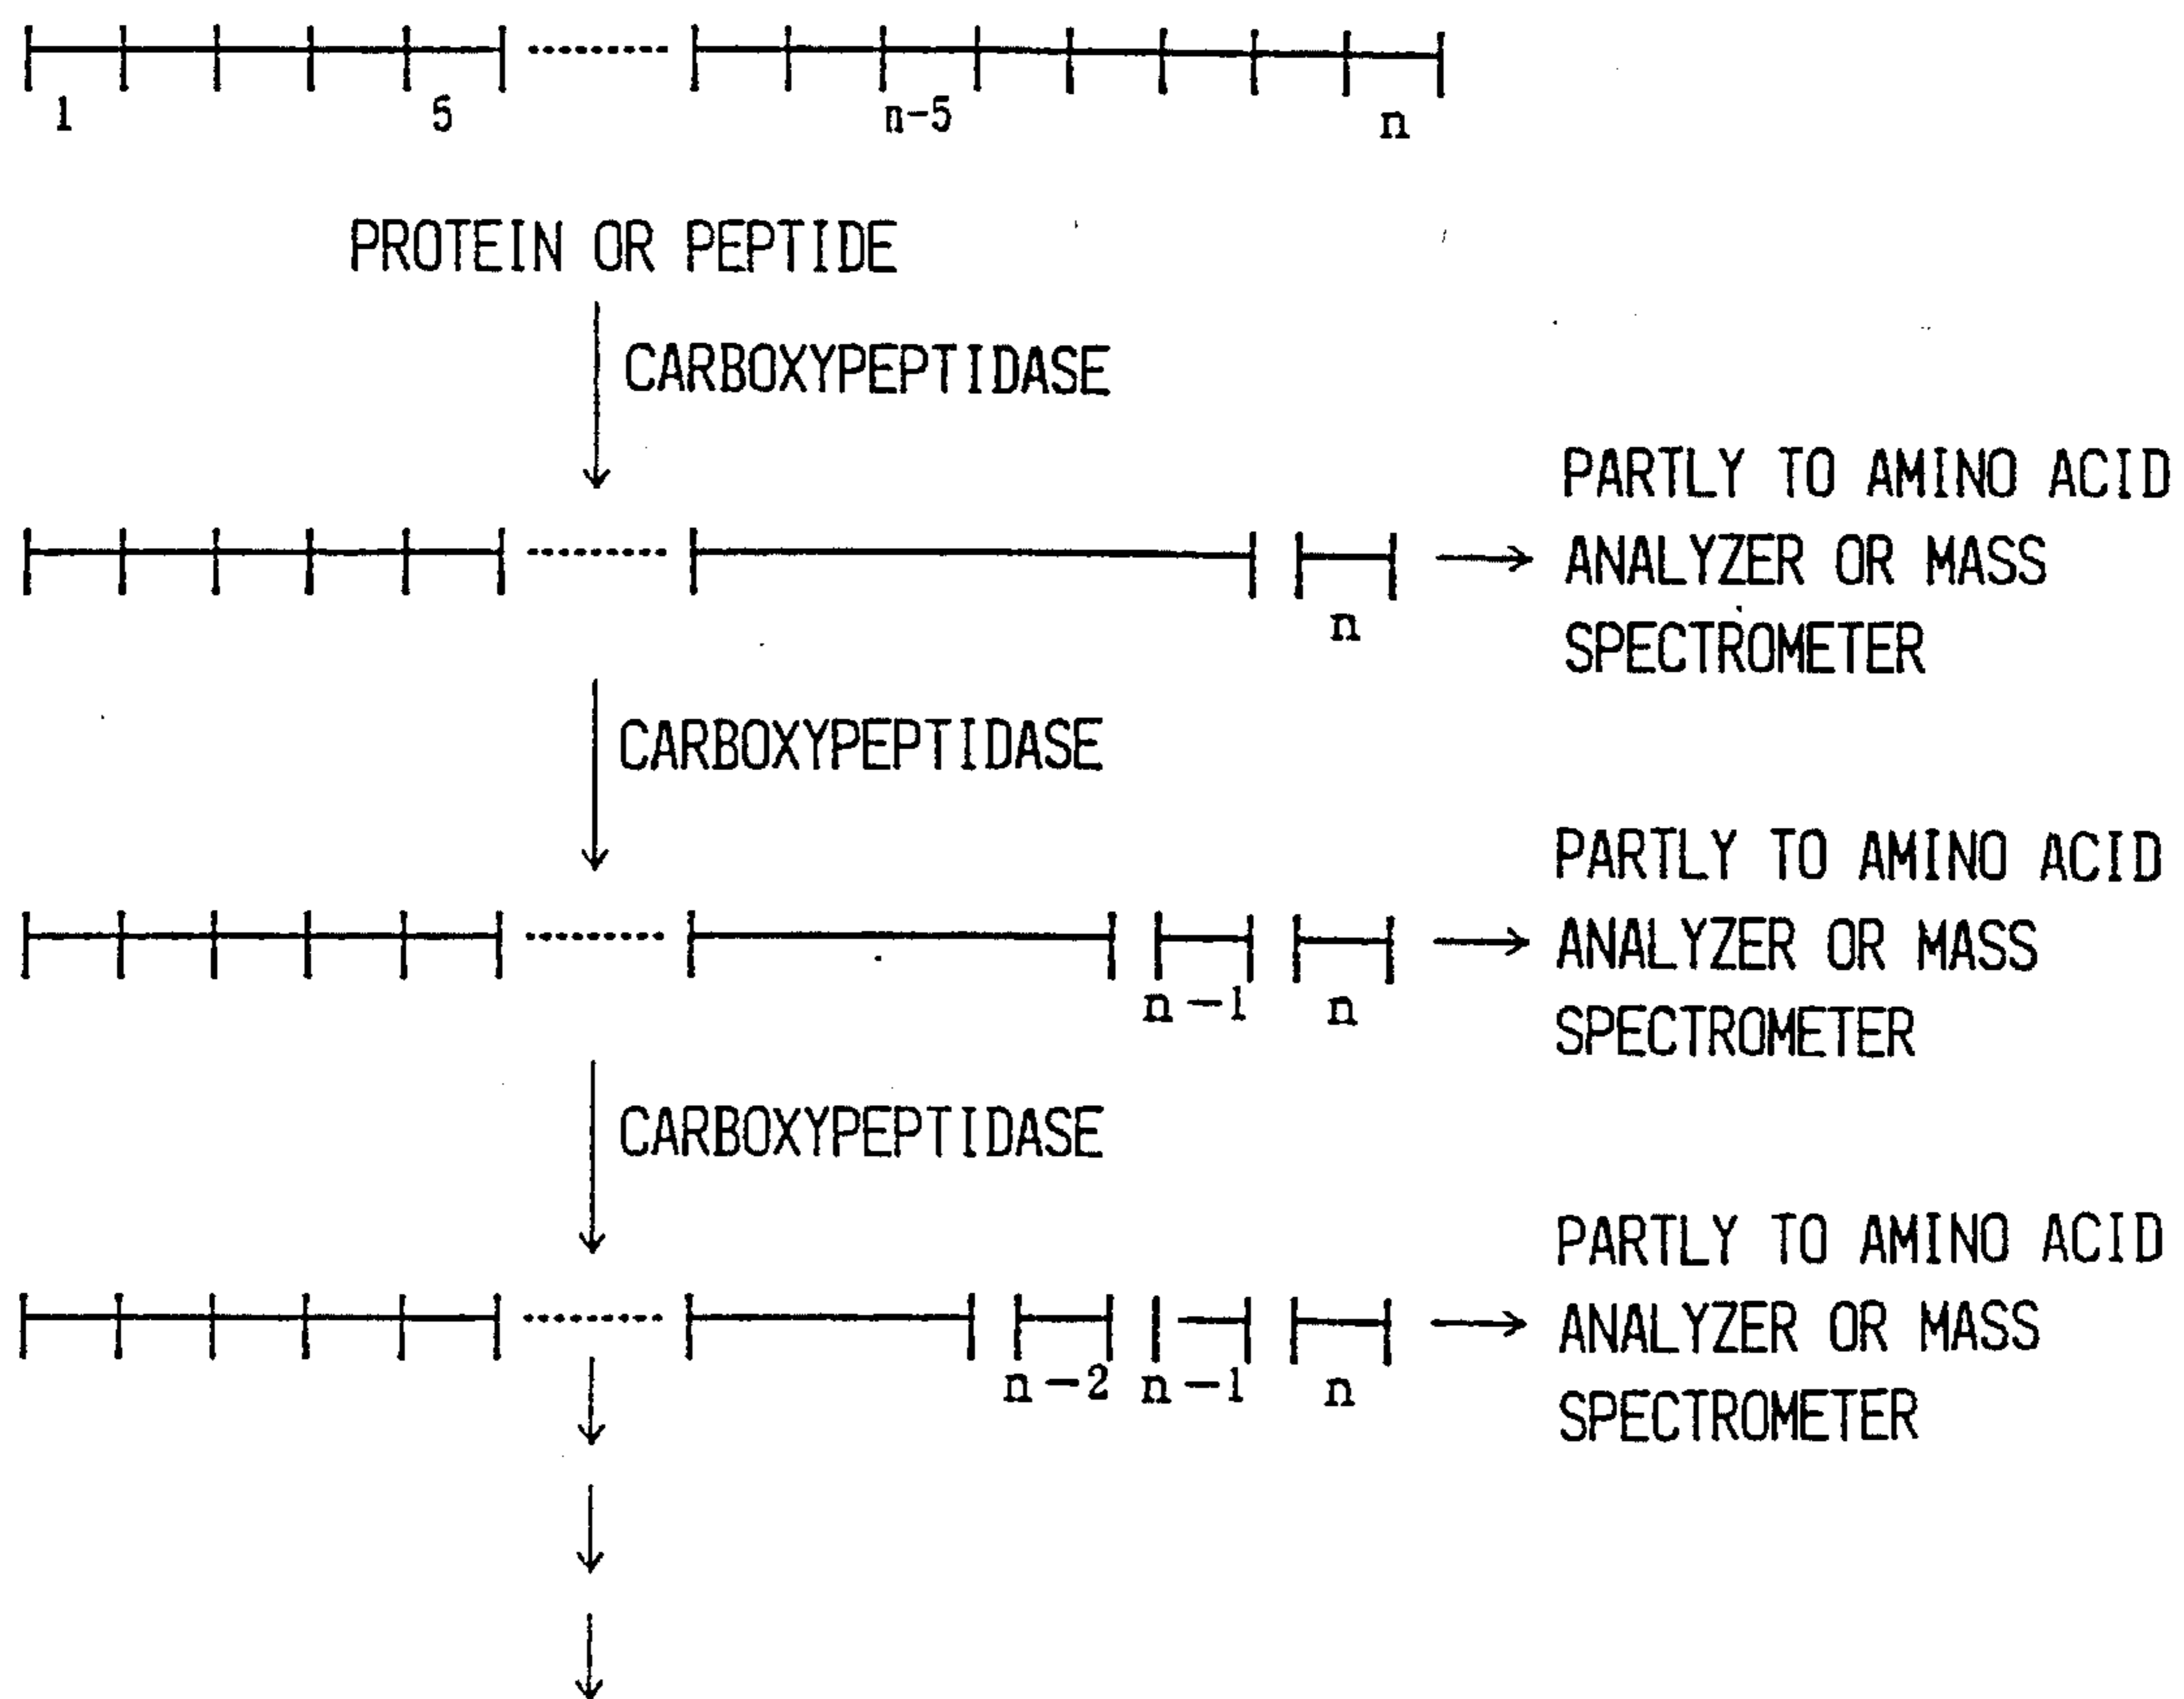 1 5 n-5 n
PROTEIN OR PEPTIDE
CARBOXYPEPTIDASE
PARTLY TO AMINO ACID
ANALYZER OR MASS
SPECTROMETER
n
CARBOXYPEPTIDASE
PARTLY TO AMINO ACID
ANALYZER OR MASS
SPECTROMETER
n-1 n
CARBOXYPEPTIDASE
PARTLY TO AMINO ACID
ANALYZER OR MASS
SPECTROMETER
n-2 n-1 n